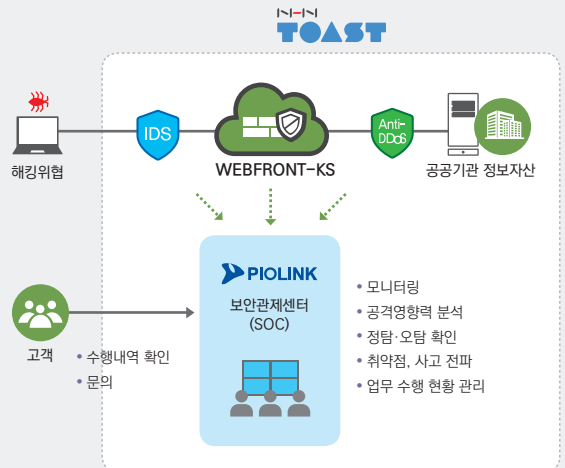 NHN
TOAST
IDS
Anti-
DDoS
해킹위협
WEBFRONT-KS
공공기관 정보자산
PIOLINK
보안관제센터
(SOC)
• 모니터링
• 공격영향력 분석
• 정탐·오탐 확인
• 취약점, 사고 전파
• 업무 수행 현황 관리
고객
• 수행내역 확인
• 문의